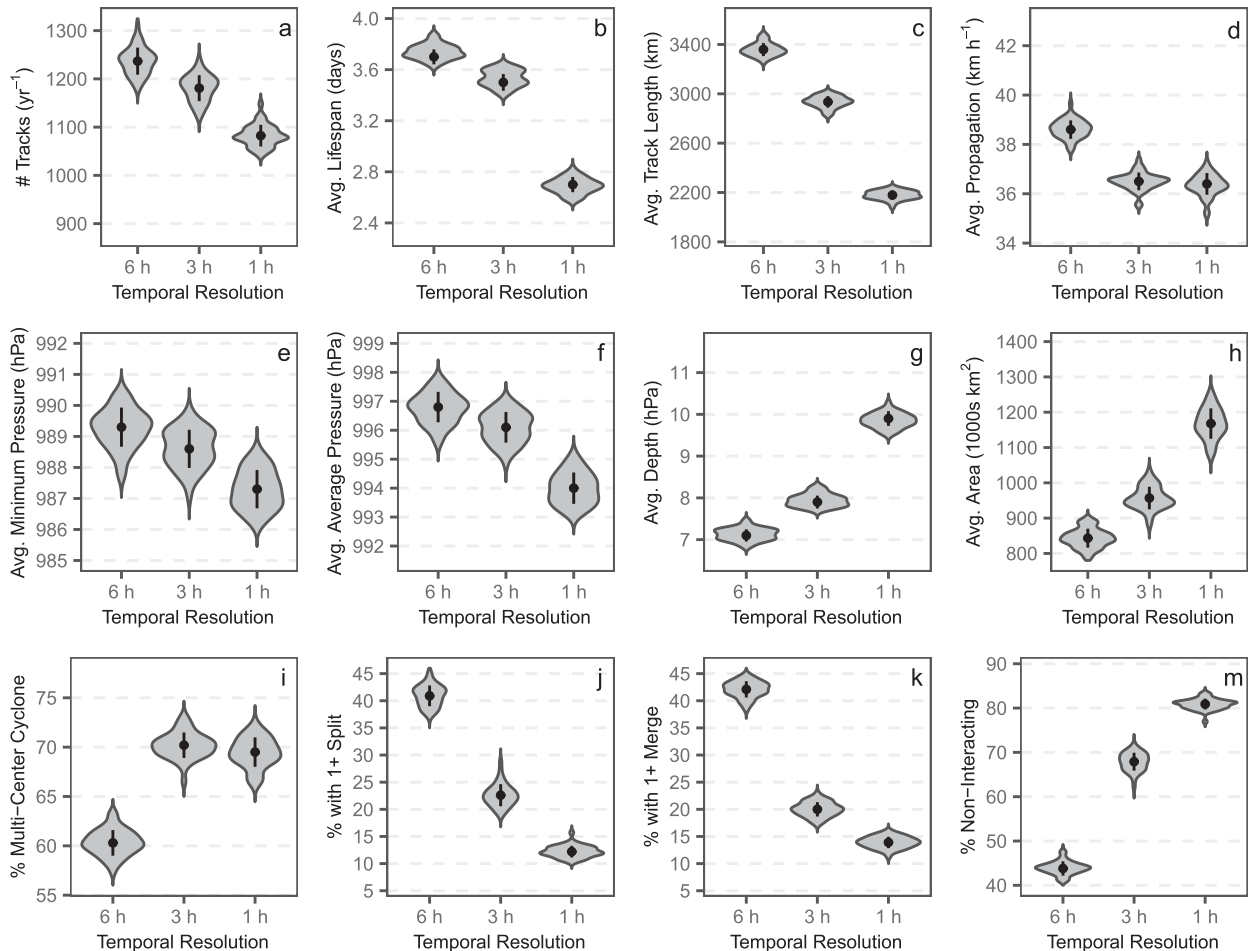 a
# Tracks (yr⁻¹)
1300
1200
1100
1000
900
6 h 3 h 1 h
Temporal Resolution
b
Avg. Lifespan (days)
4.0
3.6
3.2
2.8
2.4
6 h 3 h 1 h
Temporal Resolution
c
Avg. Track Length (km)
3400
3000
2600
2200
1800
6 h 3 h 1 h
Temporal Resolution
d
Avg. Propagation (km h⁻¹)
42
40
38
36
34
6 h 3 h 1 h
Temporal Resolution
e
Avg. Minimum Pressure (hPa)
992
991
990
989
988
987
986
985
6 h 3 h 1 h
Temporal Resolution
f
Avg. Average Pressure (hPa)
999
998
997
996
995
994
993
992
6 h 3 h 1 h
Temporal Resolution
g
Avg. Depth (hPa)
11
10
9
8
7
6 h 3 h 1 h
Temporal Resolution
h
Avg. Area (1000s km²)
1400
1300
1200
1100
1000
900
800
6 h 3 h 1 h
Temporal Resolution
i
% Multi−Center Cyclone
75
70
65
60
55
6 h 3 h 1 h
Temporal Resolution
j
% with 1+ Split
45
40
35
30
25
20
15
10
5
6 h 3 h 1 h
Temporal Resolution
k
% with 1+ Merge
45
40
35
30
25
20
15
10
5
6 h 3 h 1 h
Temporal Resolution
m
% Non−Interacting
90
80
70
60
50
40
6 h 3 h 1 h
Temporal Resolution